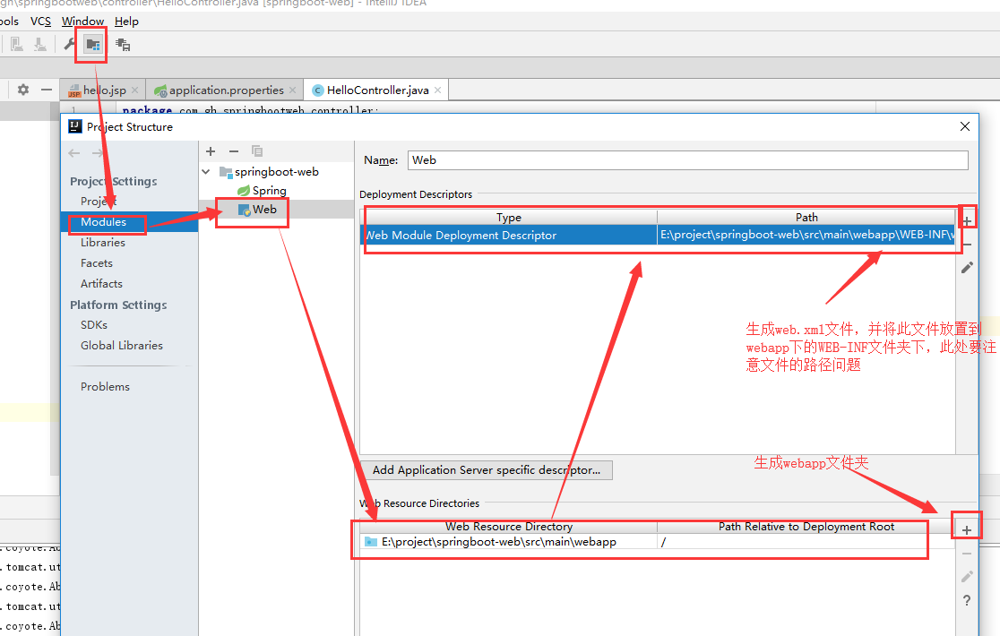 gh\springbootweb\controller\HelloController.java [springboot-web] - IntelliJ IDEA
ools VCS Window Help
hello.jsp application.properties HelloController.java
1 package com.gh.springbootweb.controller;
Project Structure
Project Settings
Project
Modules
Libraries
Facets
Artifacts
Platform Settings
SDKs
Global Libraries
Problems
springboot-web
Spring
Web
Name: Web
Deployment Descriptors
Type Path
Web Module Deployment Descriptor E:\project\springboot-web\src\main\webapp\WEB-INF\w
生成web.xml文件，并将此文件放置到
webapp下的WEB-INF文件夹下，此处要注
意文件的路径问题
生成webapp文件夹
Add Application Server specific descriptor...
Web Resource Directories
Web Resource Directory Path Relative to Deployment Root
E:\project\springboot-web\src\main\webapp /
.coyote.Ab
.tomcat.ut
.coyote.Ab
.tomcat.ut
.coyote.Ab